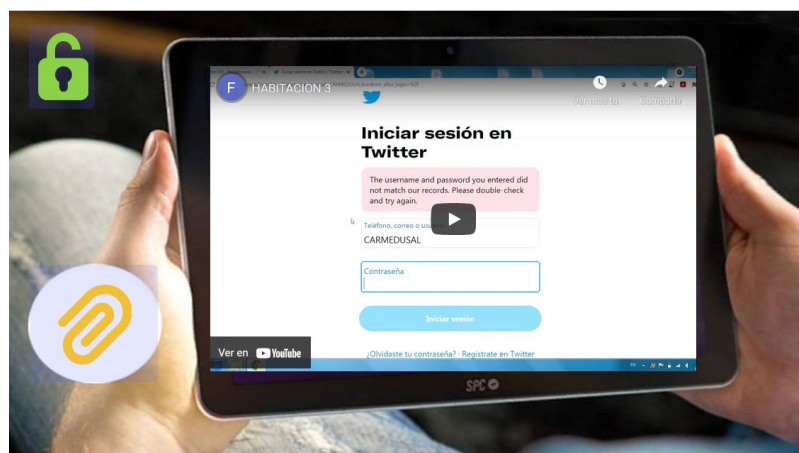 F HABITACION 3
Ver más ta... Compartir
Iniciar sesión en
Twitter
The username and password you entered did
not match our records. Please double-check
and try again.
Teléfono, correo o usuario
CARMEDUSAL
Contraseña
Iniciar sesión
¿Olvidaste tu contraseña? · Regístrate en Twitter
Ver en YouTube
SPC